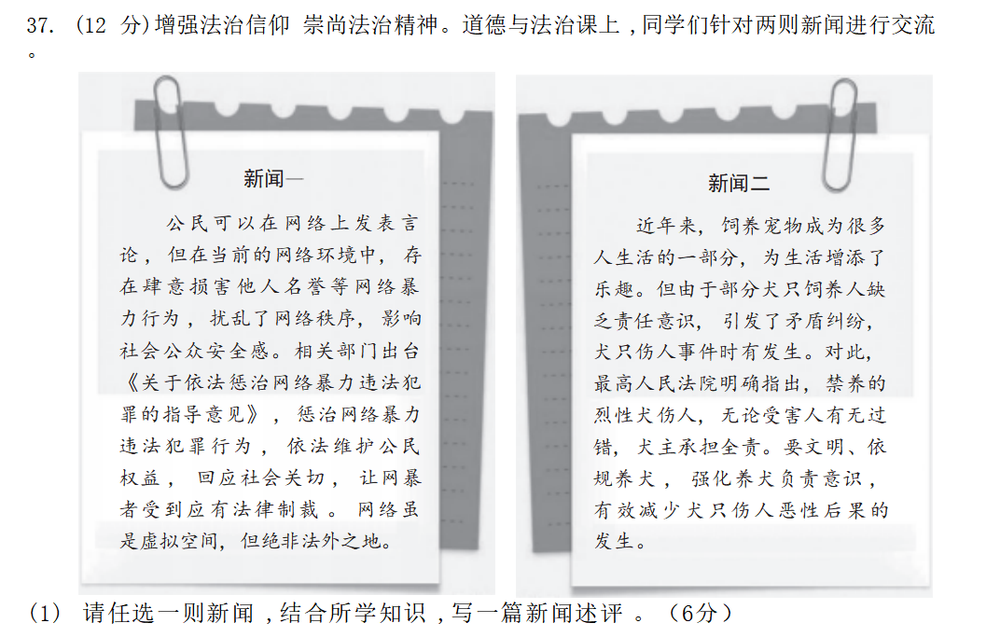 37. (12 分)增强法治信仰 崇尚法治精神。道德与法治课上 ,同学们针对两则新闻进行交流
。
新闻一
公民可以在网络上发表言
论 ，但在当前的网络环境中， 存
在肆意损害他人名誉等网络暴
力行为 ，扰乱了网络秩序， 影响
社会公众安全感。相关部门出台
《关于依法惩治网络暴力违法犯
罪的指导意见》 ，惩治网络暴力
违法犯罪行为 ， 依法维护公民
权益 ， 回应社会关切 ， 让网暴
者受到应有法律制裁 。 网络虽
是虚拟空间， 但绝非法外之地。
新闻二
近年来， 饲养宠物成为很多
人生活的一部分， 为生活增添了
乐趣。但由于部分犬只饲养人缺
乏责任意识， 引发了矛盾纠纷，
犬只伤人事件时有发生。对此，
最高人民法院明确指出， 禁养的
烈性犬伤人， 无论受害人有无过
错， 犬主承担全责。要文明、依
规养犬 ， 强化养犬负责意识 ，
有效减少犬只伤人恶性后果的
发生。
(1) 请任选一则新闻 ,结合所学知识 ,写一篇新闻述评 。（6分）